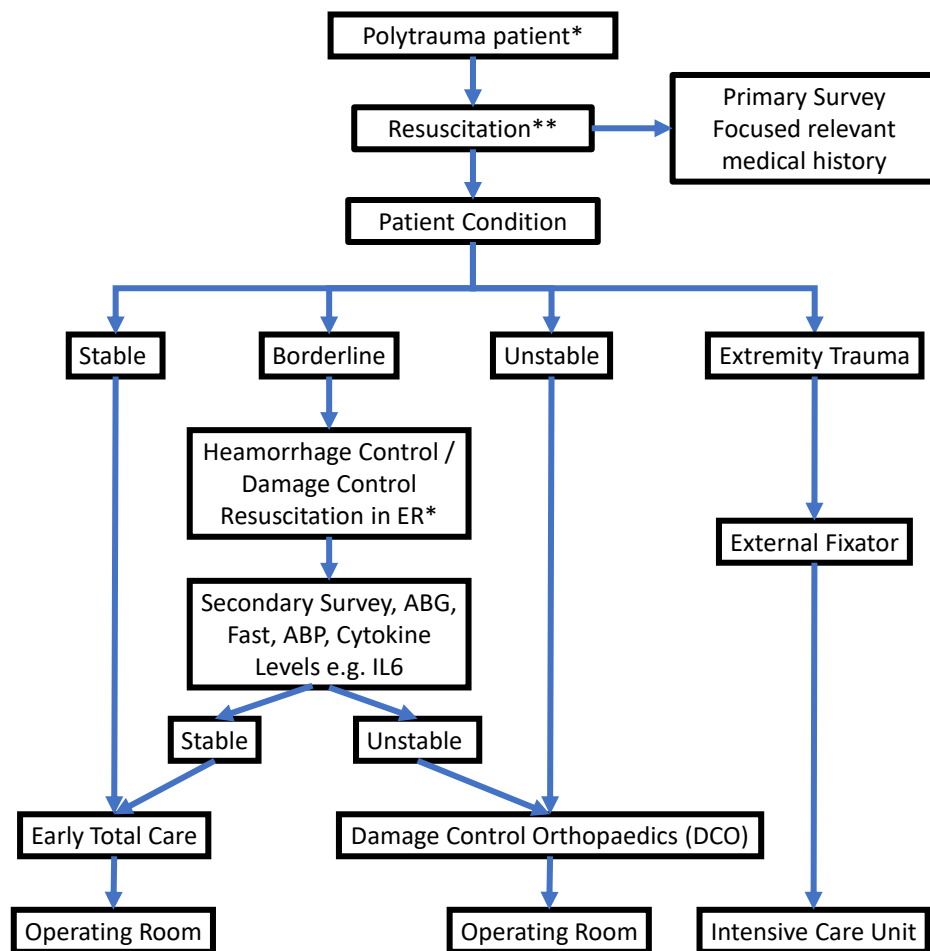 Polytrauma patient*
Resuscitation**
Primary Survey
Focused relevant
medical history
Patient Condition
Stable
Borderline
Unstable
Extremity Trauma
Heamorrhage Control /
Damage Control
Resuscitation in ER*
External Fixator
Secondary Survey, ABG,
Fast, ABP, Cytokine
Levels e.g. IL6
Stable
Unstable
Early Total Care
Damage Control Orthopaedics (DCO)
Operating Room
Operating Room
Intensive Care Unit